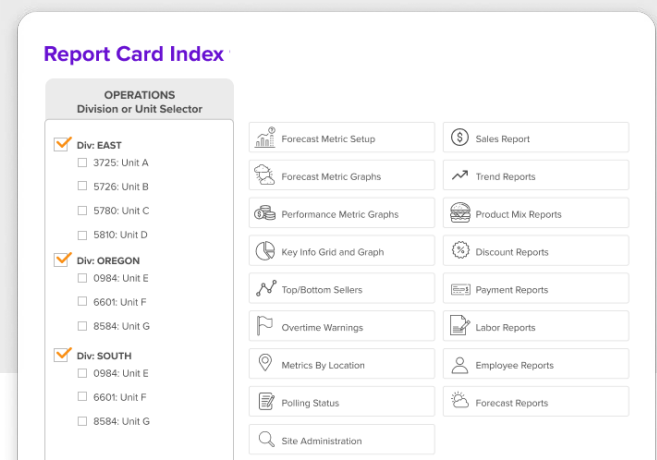 Report Card Index
OPERATIONS
Division or Unit Selector
Div: EAST
3725: Unit A
5726: Unit B
5780: Unit C
5810: Unit D
Div: OREGON
0984: Unit E
6601: Unit F
8584: Unit G
Div: SOUTH
0984: Unit E
6601: Unit F
8584: Unit G
Forecast Metric Setup
Forecast Metric Graphs
Performance Metric Graphs
Key Info Grid and Graph
Top/Bottom Sellers
Overtime Warnings
Metrics By Location
Polling Status
Site Administration
Sales Report
Trend Reports
Product Mix Reports
Discount Reports
Payment Reports
Labor Reports
Employee Reports
Forecast Reports